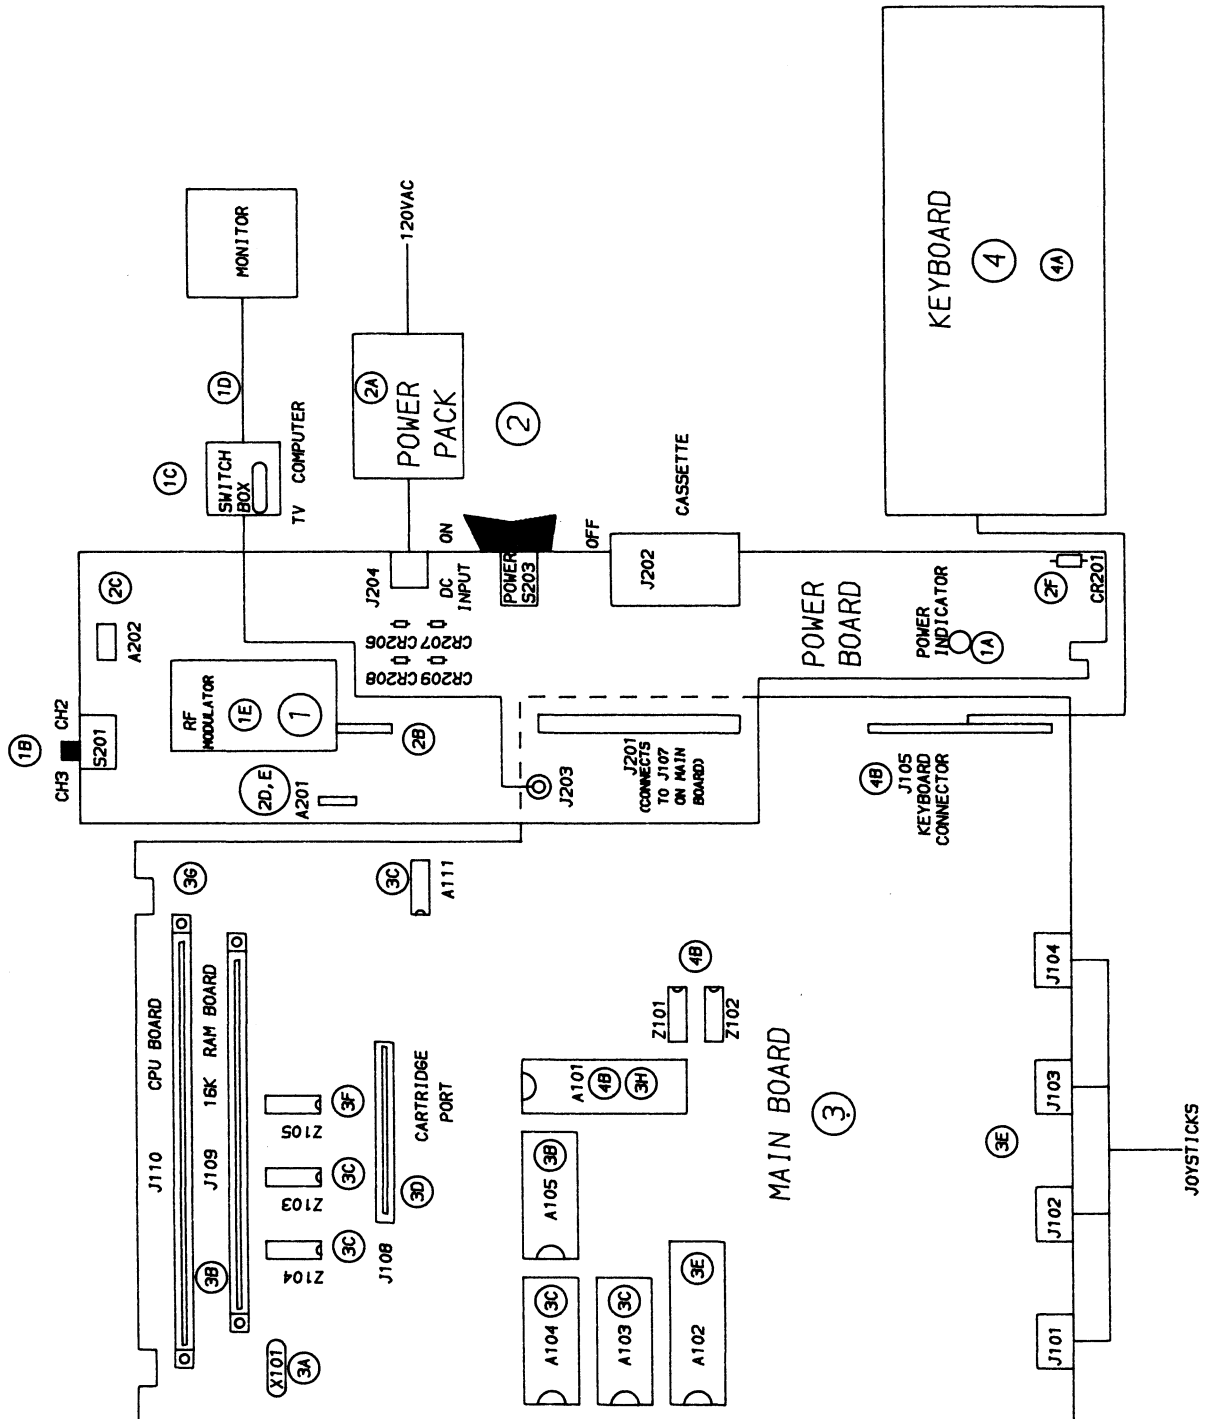 1B
CH3
CH2
S201
A202
2C
RF
MODULATOR
1E
1
2B
2D,E
A201
1C
SWITCH
BOX
TV
COMPUTER
1D
MONITOR
120VAC
2A
POWER
PACK
2
J204
DC
INPUT
ON
POWER
S203
OFF
CASSETTE
J202
CR206
CR207
CR208
CR209
J203
J201
(CONNECTS
TO J107
ON MAIN
BOARD)
POWER
BOARD
POWER
INDICATOR
1A
2F
CR201
KEYBOARD
4
4A
4B
J105
KEYBOARD
CONNECTOR
3G
CPU BOARD
J110
16K RAM BOARD
J109
3B
3C
A111
Z105
3F
Z103
3C
Z104
3C
X101
3A
CARTRIDGE
PORT
3D
J108
4B
Z101
Z102
A101
4B
3H
A105
3B
A104
3C
A103
3C
A102
3E
MAIN BOARD
3
3E
J104
J103
J102
J101
JOYSTICKS